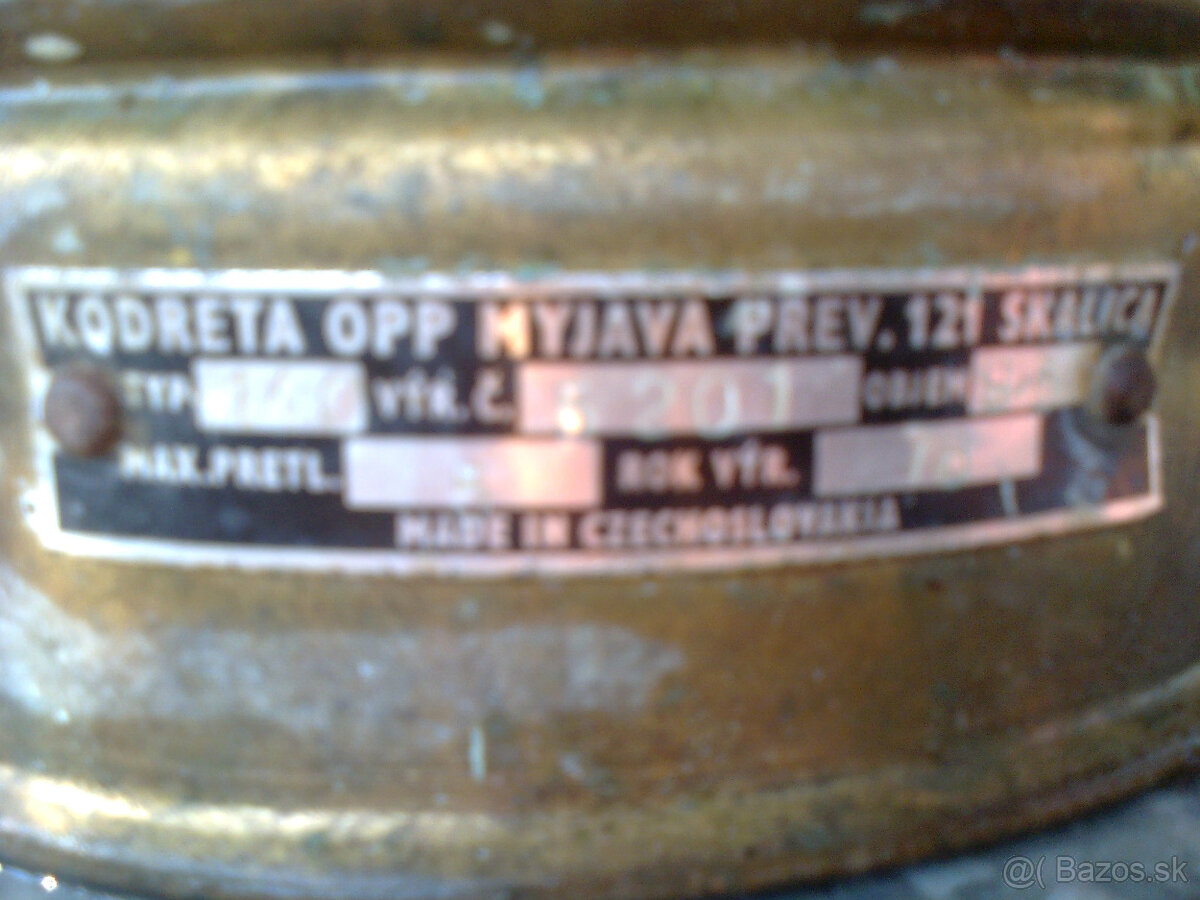 KODRETA OPP MYJAVA PREV. 121 SKALICA
TYP VÝR. Č. 201 OBJEM
MAX. PRETL. ROK VÝR.
MADE IN CZECHOSLOVAKIA
@( Bazos.sk